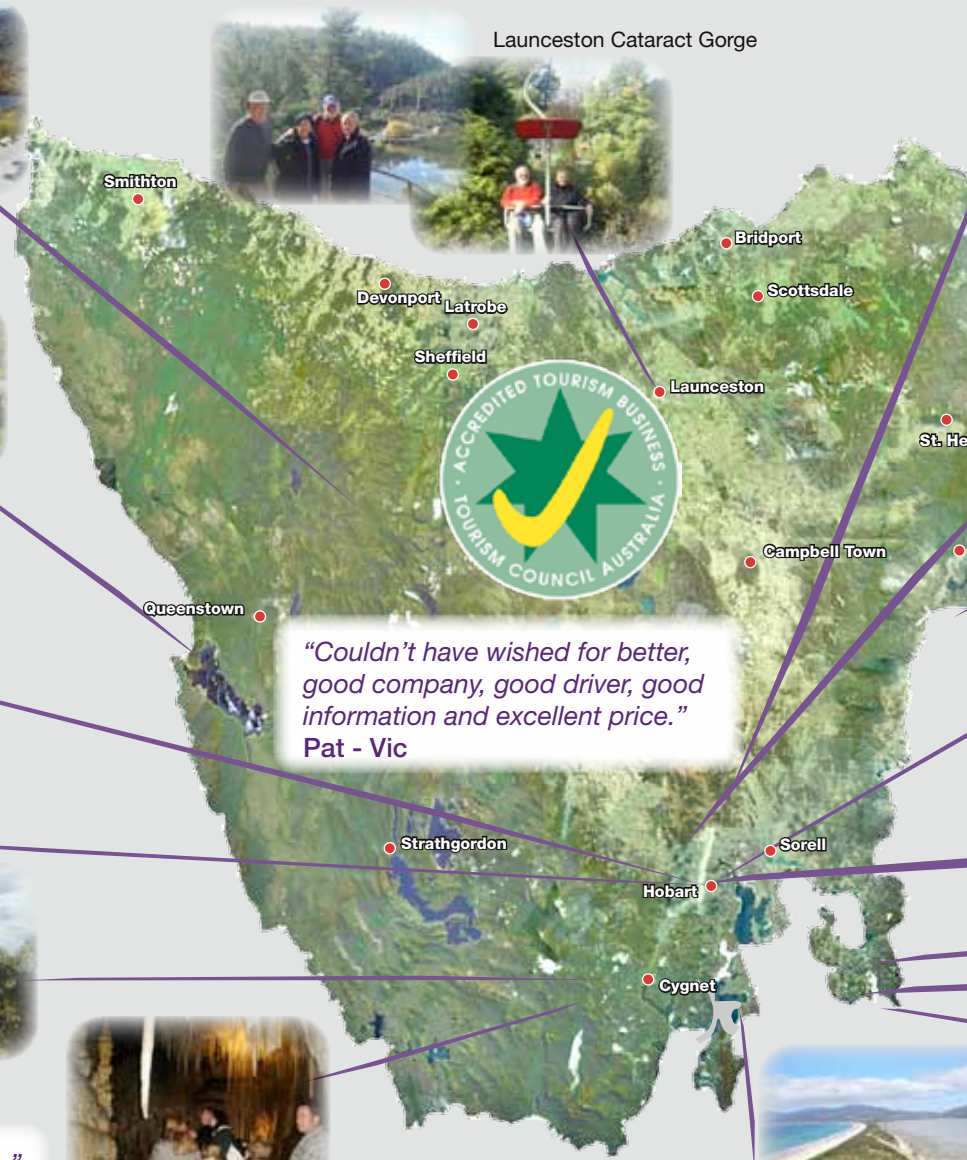 Launceston Cataract Gorge
Smithton
Bridport
Devonport
Latrobe
Scottsdale
Sheffield
Launceston
ACCREDITED TOURISM BUSINESS
TOURISM COUNCIL AUSTRALIA
St. He
Campbell Town
Queenstown
“Couldn’t have wished for better,
good company, good driver, good
information and excellent price.”
Pat - Vic
Strathgordon
Sorell
Hobart
Cygnet
”